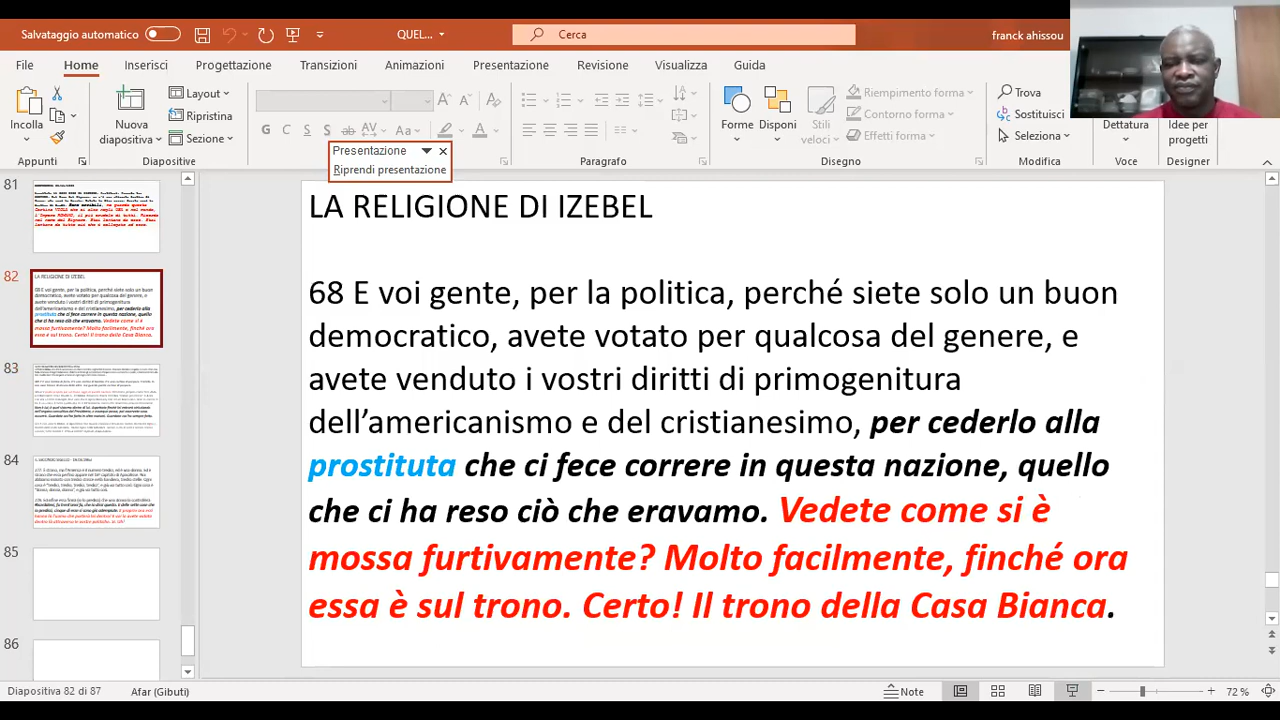 Salvataggio automatico
QUEL...
Cerca
franck ahissou
File Home Inserisci Progettazione Transizioni Animazioni Presentazione Revisione Visualizza Guida
Incolla
Nuova diapositiva
Layout
Ripristina
Sezione
Forme
Disponi
Stili veloci
Riempimento forma
Contorno forma
Effetti forma
Trova
Sostituisci
Seleziona
Dettatura
Idee per progetti
Appunti Diapositive Paragrafo Disegno Modifica Voce Designer
Presentazione
Riprendi presentazione
81
82
83
84
85
86
LA RELIGIONE DI IZEBEL
68 E voi gente, per la politica, perché siete solo un buon
democratico, avete votato per qualcosa del genere, e
avete venduto i vostri diritti di primogenitura
dell’americanismo e del cristianesimo, per cederlo alla
prostituta che ci fece correre in questa nazione, quello
che ci ha reso ciò che eravamo. Vedete come si è
mossa furtivamente? Molto facilmente, finché ora
essa è sul trono. Certo! Il trono della Casa Bianca.
Diapositiva 82 di 87
Afar (Gibuti)
Note
72 %